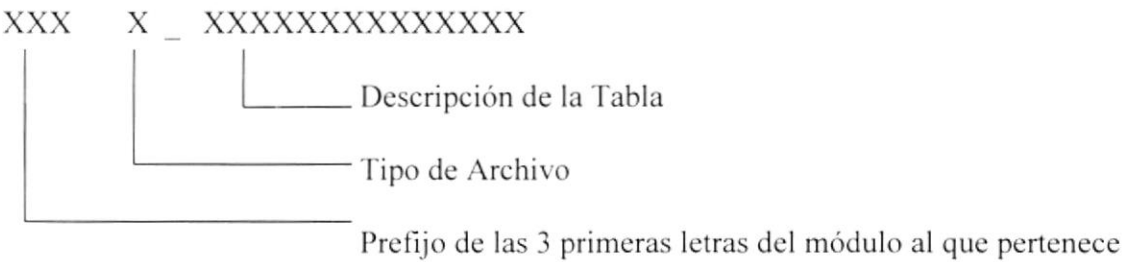 XXX X _ XXXXXXXXXXXXXX
Descripción de la Tabla
Tipo de Archivo
Prefijo de las 3 primeras letras del módulo al que pertenece